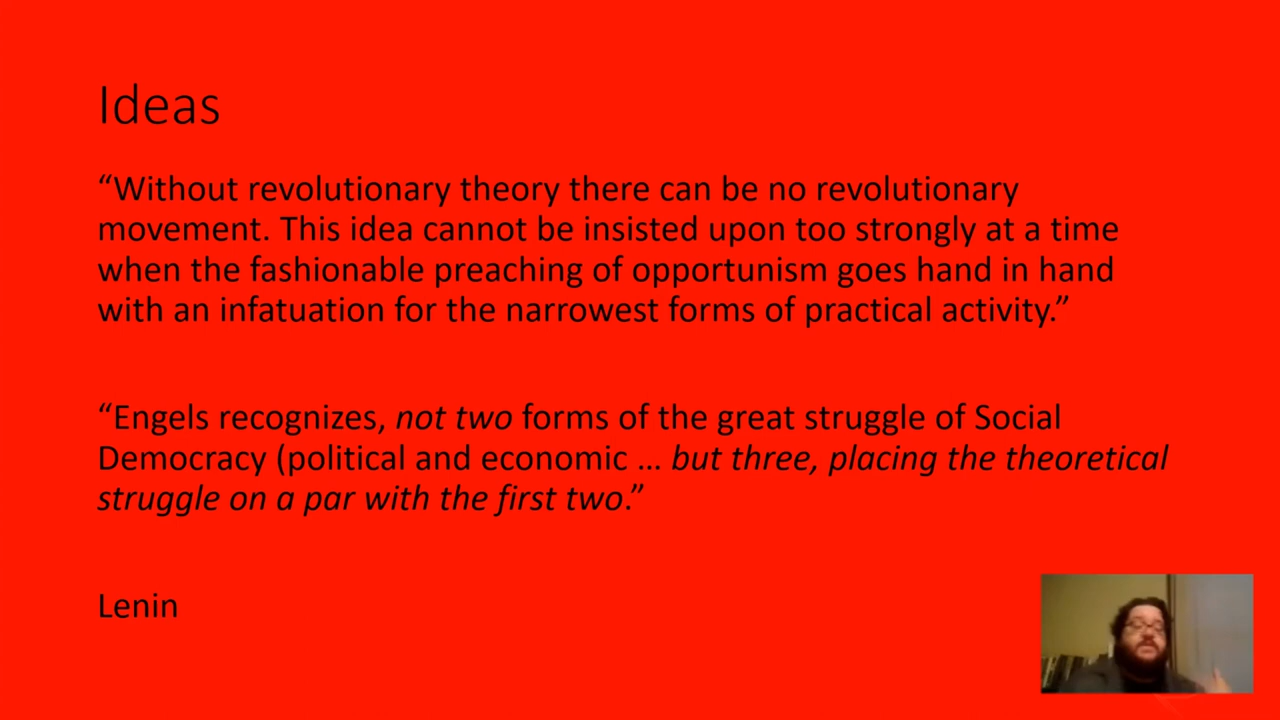 Ideas
“Without revolutionary theory there can be no revolutionary
movement. This idea cannot be insisted upon too strongly at a time
when the fashionable preaching of opportunism goes hand in hand
with an infatuation for the narrowest forms of practical activity.”
“Engels recognizes, not two forms of the great struggle of Social
Democracy (political and economic … but three, placing the theoretical
struggle on a par with the first two.”
Lenin